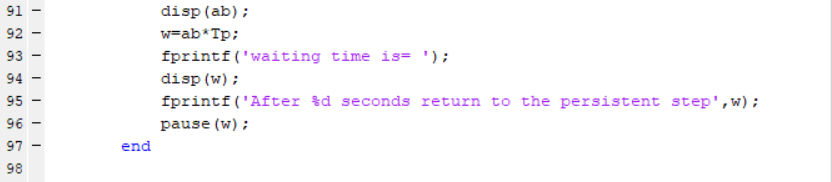 91 –            disp(ab);
92 –            w=ab*Tp;
93 –            fprintf('waiting time is= ');
94 –            disp(w);
95 –            fprintf('After %d seconds return to the persistent step',w);
96 –            pause(w);
97 –        end
98